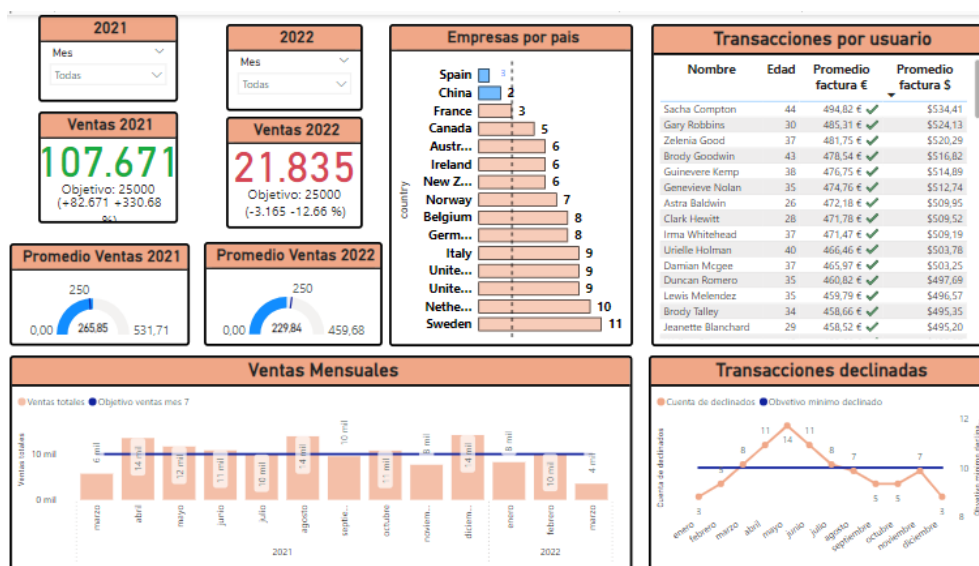 2021
Mes
Todas
2022
Mes
Todas
Ventas 2021
107.671
Objetivo: 25000
(+82.671 +330.68
%)
Ventas 2022
21.835
Objetivo: 25000
(-3.165 -12.66 %)
Promedio Ventas 2021
250
0,00
265,85
531,71
Promedio Ventas 2022
250
0,00
229,84
459,68
Empresas por pais
country
Spain
China 2
France 3
Canada 5
Austr... 6
Ireland 6
New Z... 6
Norway 7
Belgium 8
Germ... 8
Italy 9
Unite... 9
Unite... 9
Nethe... 10
Sweden 11
Transacciones por usuario
Nombre Edad Promedio factura € Promedio factura $
Sacha Compton 44 494,82 € $534,41
Gary Robbins 30 485,31 € $524,13
Zelenia Good 37 481,75 € $520,29
Brody Goodwin 43 478,54 € $516,82
Guinevere Kemp 38 476,75 € $514,89
Genevieve Nolan 35 474,76 € $512,74
Astra Baldwin 26 472,18 € $509,95
Clark Hewitt 28 471,78 € $509,52
Irma Whitehead 37 471,47 € $509,19
Urielle Holman 40 466,46 € $503,78
Damian Mcgee 37 465,97 € $503,25
Duncan Romero 35 460,82 € $497,69
Lewis Melendez 35 459,79 € $496,57
Brody Talley 34 458,66 € $495,35
Jeanette Blanchard 29 458,52 € $495,20
Ventas Mensuales
Ventas totales Objetivo ventas mes 7
Ventas totales
10 mil
0 mil
6 mil
14 mil
12 mil
11 mil
10 mil
14 mil
10 mil
11 mil
8 mil
14 mil
8 mil
10 mil
4 mil
marzo
abril
mayo
junio
julio
agosto
septie...
octubre
noviem...
diciem...
enero
febrero
marzo
2021
2022
Transacciones declinadas
Cuenta de declinados Obvetivo minimo declinado
Cuenta de declinados
3
5
8
11
14
11
8
7
5
5
7
3
12
10
8
enero
febrero
marzo
abril
mayo
junio
julio
agosto
septiembre
octubre
noviembre
diciembre